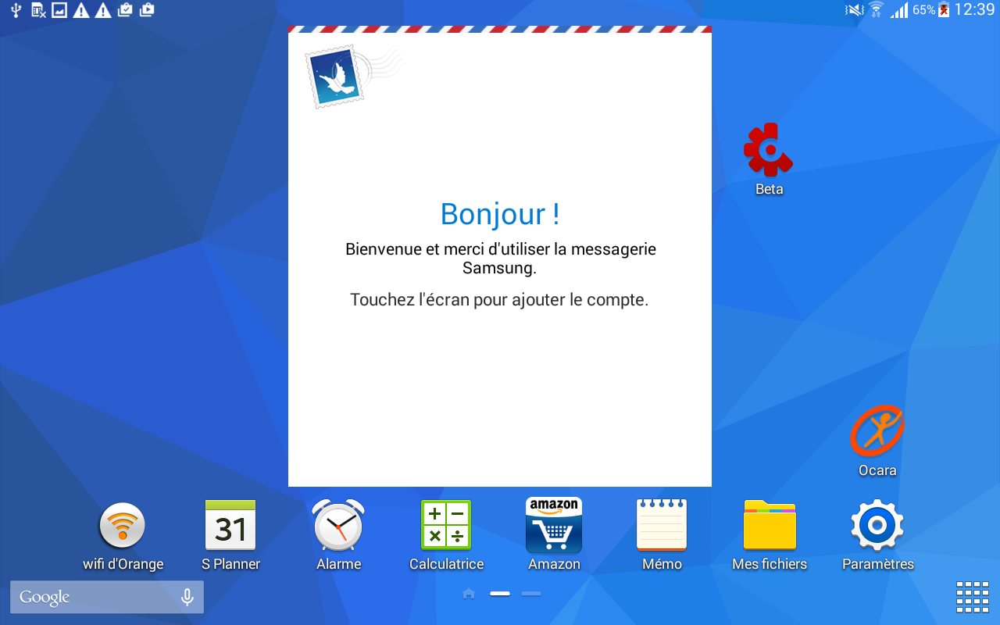 65% 12:39
Bonjour !
Bienvenue et merci d'utiliser la messagerie
Samsung.
Touchez l'écran pour ajouter le compte.
Beta
Ocara
31
amazon
wifi d'Orange
S Planner
Alarme
Calculatrice
Amazon
Mémo
Mes fichiers
Paramètres
Google